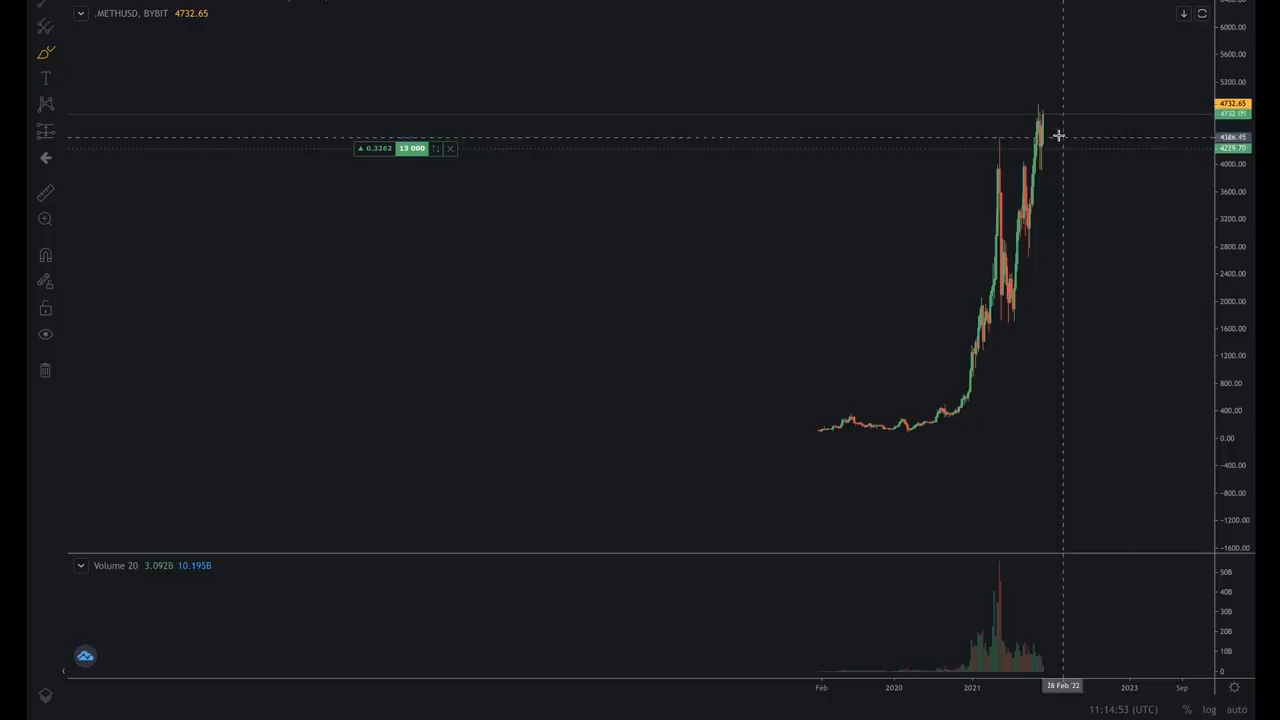 .METHUSD, BYBIT 4732.65
6000.00
5600.00
5200.00
4732.65
4732.05
▲ 0.3262 13 000
4229.70
4000.00
3600.00
3200.00
2800.00
2400.00
2000.00
1600.00
1200.00
800.00
400.00
0.00
-400.00
-800.00
-1200.00
-1600.00
Volume 20 3.092B 10.195B
50B
40B
30B
20B
10B
0
Feb 2020 2021 28 Feb '22 2023 Sep
11:14:53 (UTC) % log auto